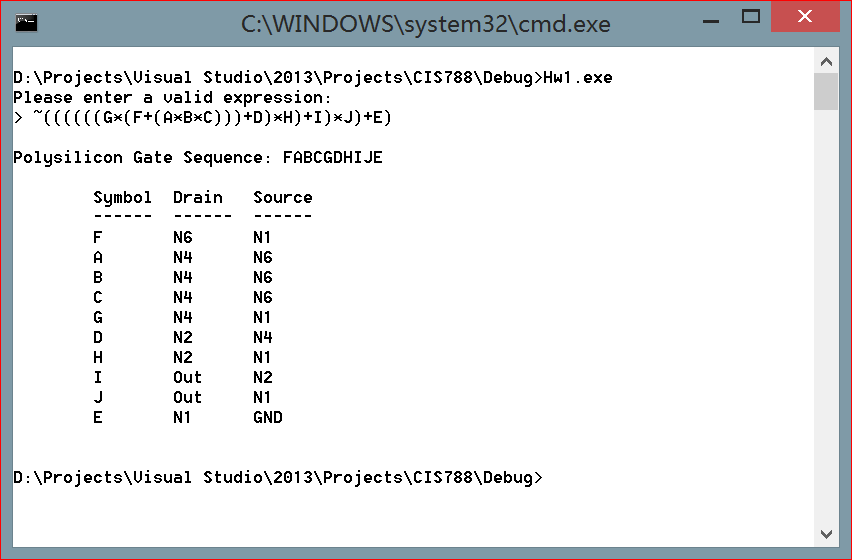 C:\WINDOWS\system32\cmd.exe
D:\Projects\Visual Studio\2013\Projects\CIS788\Debug>Hw1.exe
Please enter a valid expression:
> ~((((((G*(F+(A*B*C)))+D)*H)+I)*J)+E)
Polysilicon Gate Sequence: FABCGDHIJE
Symbol Drain Source
------ ------ ------
F N6 N1
A N4 N6
B N4 N6
C N4 N6
G N4 N1
D N2 N4
H N2 N1
I Out N2
J Out N1
E N1 GND
D:\Projects\Visual Studio\2013\Projects\CIS788\Debug>